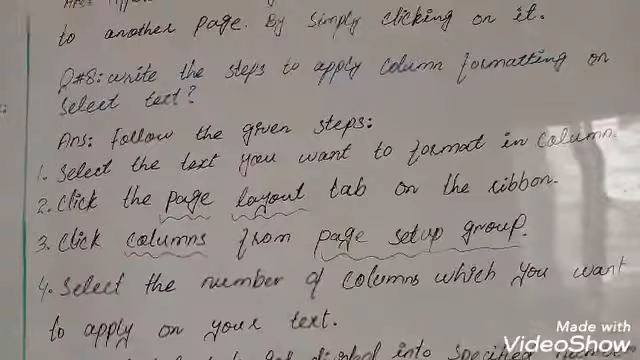 to another page. By simply clicking on it.
Q#8: write the steps to apply column formatting on
select text?
Ans: Follow the given steps:
1. Select the text you want to format in column.
2. Click the page layout tab on the ribbon.
3. Click columns from page setup group.
4. Select the number of columns which you want
to apply on your text.
into specified number
Made with
VideoShow